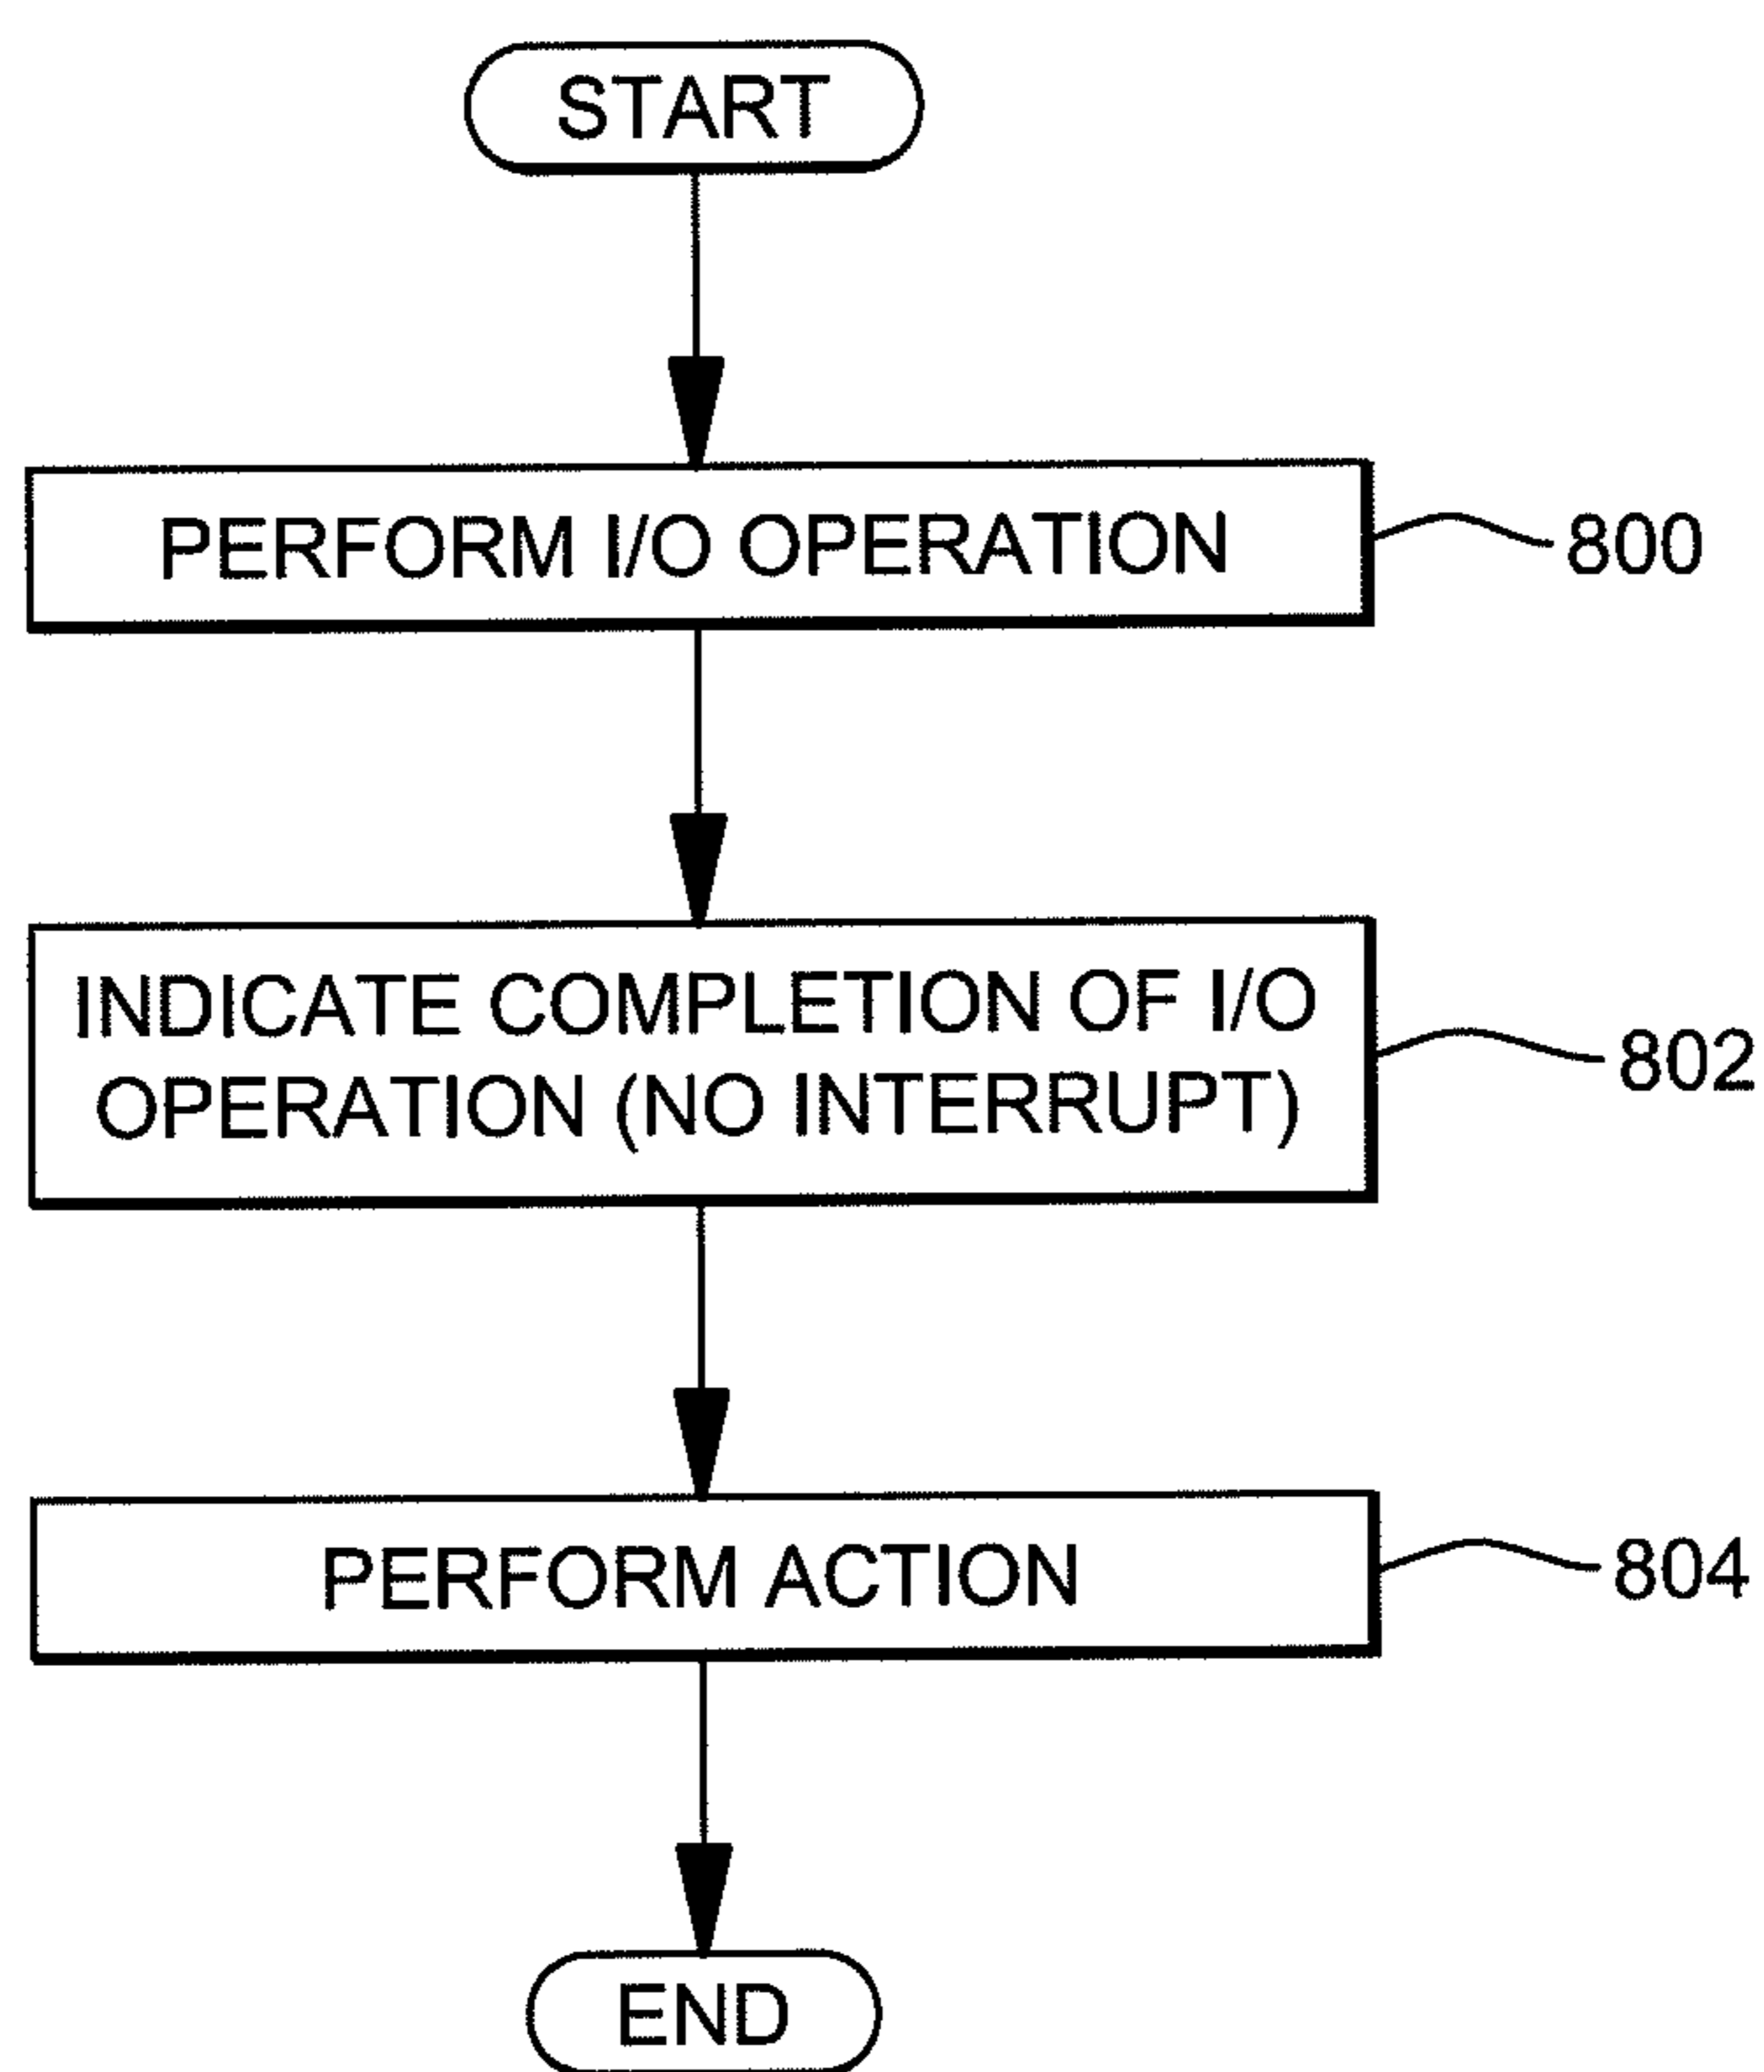 START
PERFORM I/O OPERATION
800
INDICATE COMPLETION OF I/O
OPERATION (NO INTERRUPT)
802
PERFORM ACTION
804
END